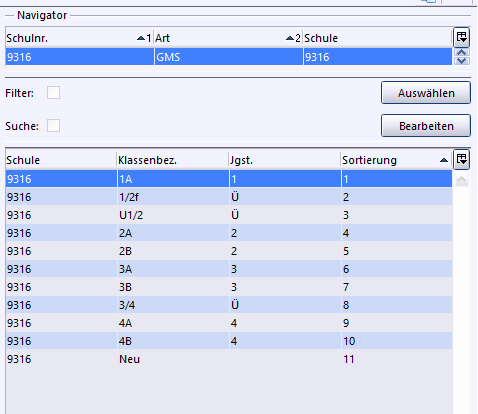 Navigator
Schulnr. 1 Art 2 Schule
9316 GMS 9316
Filter: Auswählen
Suche: Bearbeiten
Schule Klassenbez. Jgst. Sortierung
9316 1A 1 1
9316 1/2f Ü 2
9316 U1/2 Ü 3
9316 2A 2 4
9316 2B 2 5
9316 3A 3 6
9316 3B 3 7
9316 3/4 Ü 8
9316 4A 4 9
9316 4B 4 10
9316 Neu 11